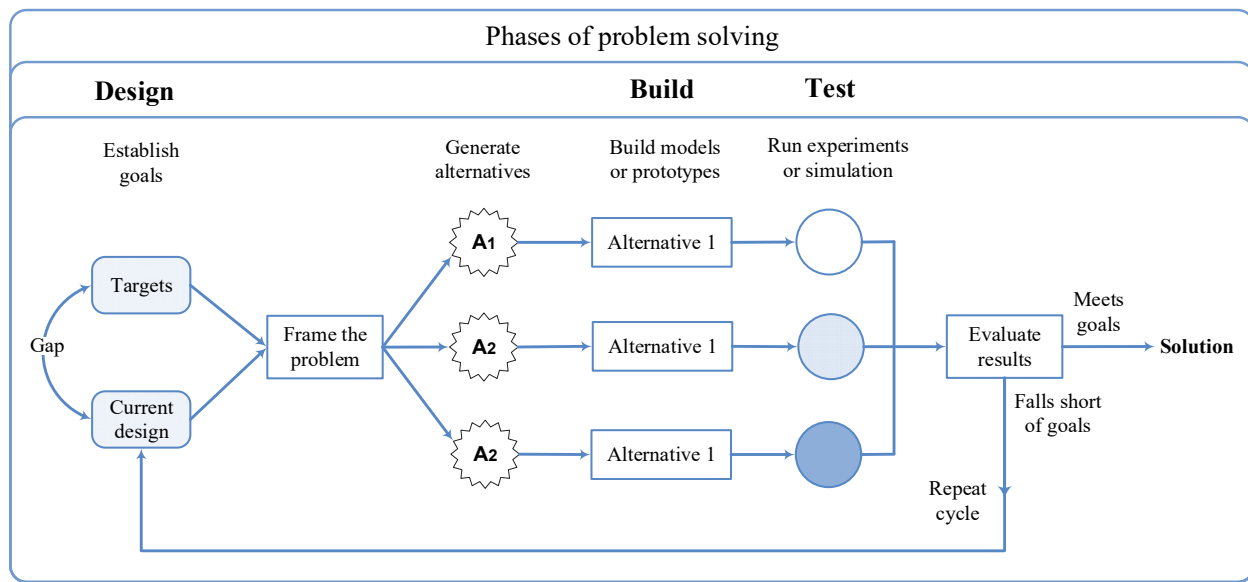 Phases of problem solving
Design
Build
Test
Establish
goals
Generate
alternatives
Build models
or prototypes
Run experiments
or simulation
Targets
Gap
Current
design
Frame the
problem
A1
Alternative 1
A2
Alternative 1
A2
Alternative 1
Evaluate
results
Meets
goals
Solution
Falls short
of goals
Repeat
cycle